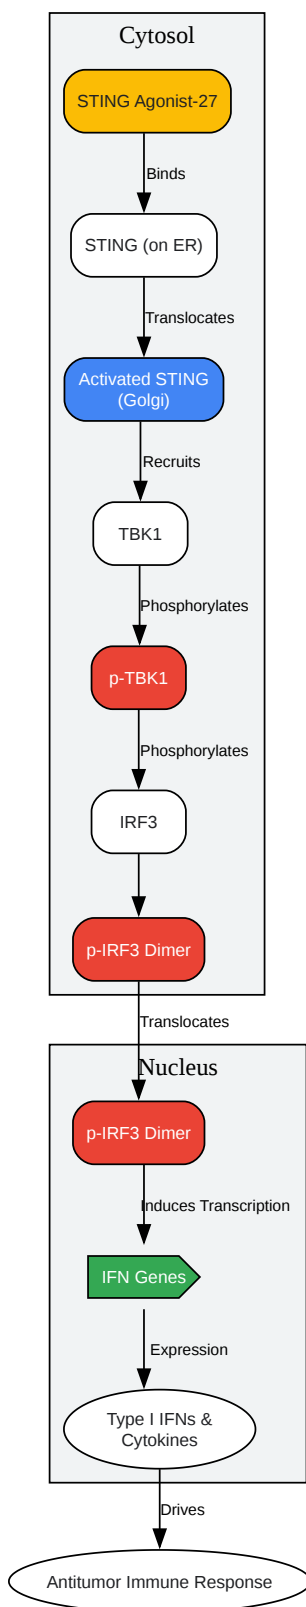 Cytosol
STING Agonist-27
Binds
STING (on ER)
Translocates
Activated STING
(Golgi)
Recruits
TBK1
Phosphorylates
p-TBK1
Phosphorylates
IRF3
p-IRF3 Dimer
Translocates
Nucleus
p-IRF3 Dimer
Induces Transcription
IFN Genes
Expression
Type I IFNs &
Cytokines
Drives
Antitumor Immune Response